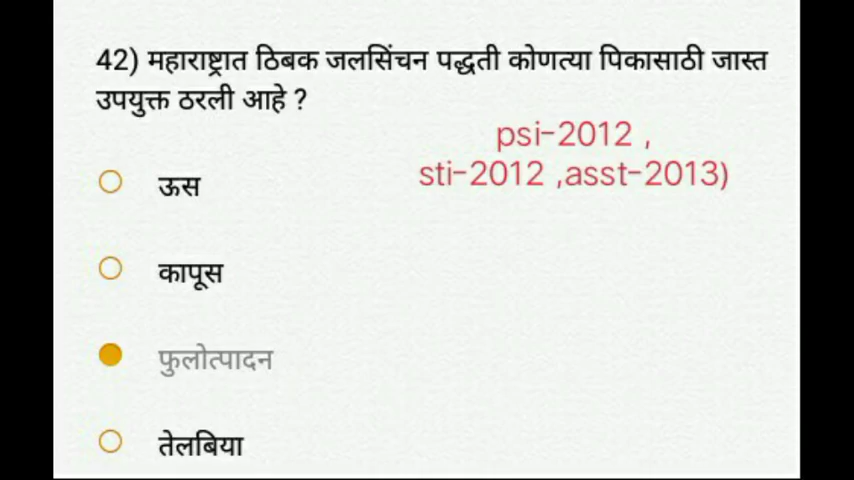 42) महाराष्ट्रात ठिबक जलसिंचन पद्धती कोणत्या पिकासाठी जास्त
उपयुक्त ठरली आहे ?
psi-2012 ,
sti-2012 ,asst-2013)
ऊस
कापूस
फुलोत्पादन
तेलबिया